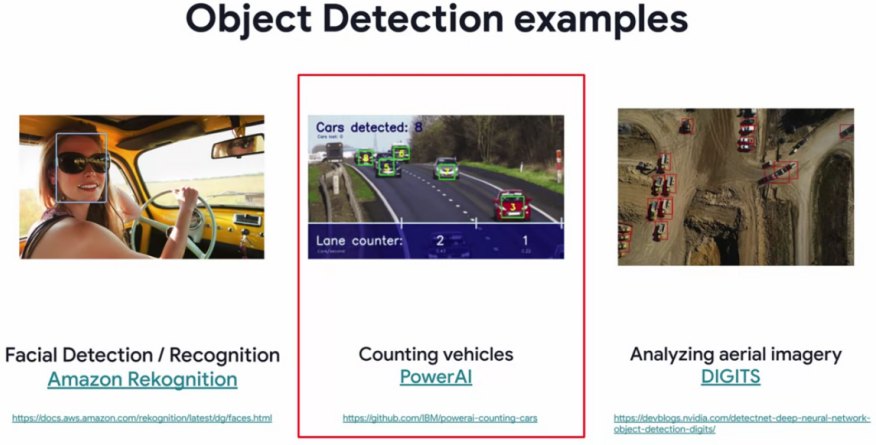 Object Detection examples
Cars detected: 8
Lane counter: 2 1
3
Facial Detection / Recognition
Amazon Rekognition
https://docs.aws.amazon.com/rekognition/latest/dg/faces.html
Counting vehicles
PowerAI
https://github.com/IBM/powerai-counting-cars
Analyzing aerial imagery
DIGITS
https://devblogs.nvidia.com/detectnet-deep-neural-network-
object-detection-digits/